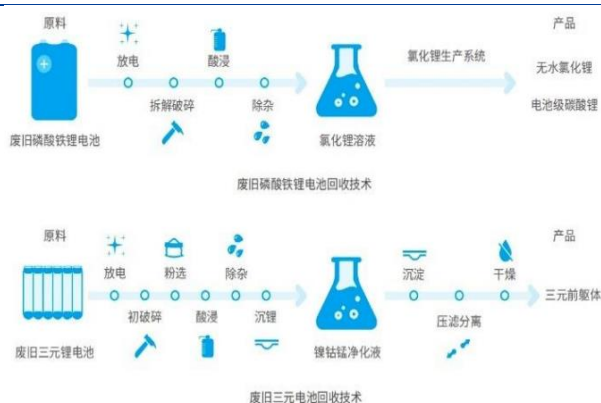 原料
产品
放电
酸浸
氯化锂生产系统
无水氯化锂
拆解破碎
除杂
电池级碳酸锂
废旧磷酸铁锂电池
氯化锂溶液
废旧磷酸铁锂电池回收技术
原料
产品
放电
粉选
除杂
沉淀
干燥
三元前躯体
初破碎
酸浸
沉锂
压滤分离
废旧三元锂电池
镍钴锰净化液
废旧三元电池回收技术